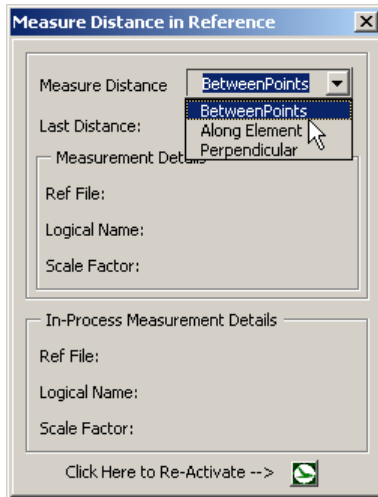 Measure Distance in Reference
Measure Distance BetweenPoints
BetweenPoints
Last Distance: Along Element
Perpendicular
Measurement
Ref File:
Logical Name:
Scale Factor:
In-Process Measurement Details
Ref File:
Logical Name:
Scale Factor:
Click Here to Re-Activate -->